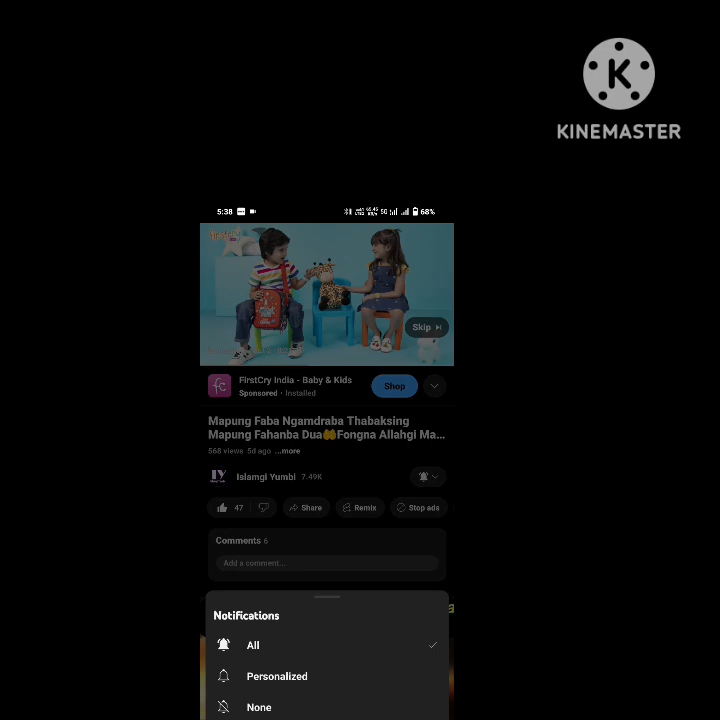 KINEMASTER
5:38
5G
68%
Skip
FirstCry India - Baby & Kids
Sponsored · Installed
Shop
Mapung Faba Ngamdraba Thabaksing
Mapung Fahanba Dua🤲Fongna Allahgi Ma...
568 views 5d ago ...more
Islamgi Yumbi 7.49K
47
Share
Remix
Stop ads
Comments 6
Add a comment...
Notifications
All
Personalized
None